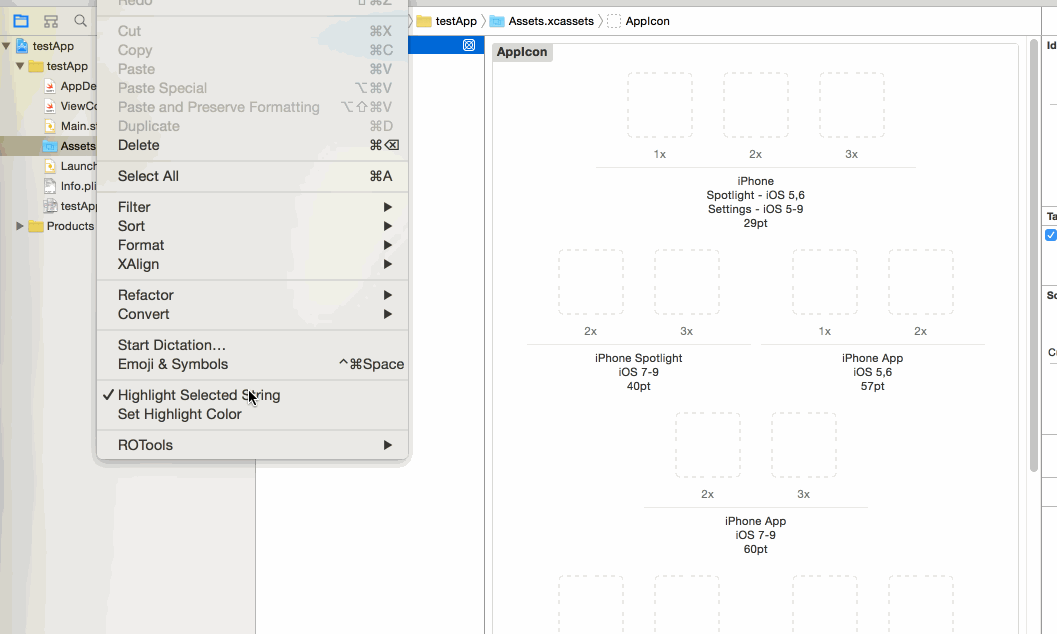 Redo ⇧⌘Z
testApp 〉 Assets.xcassets 〉 AppIcon
Cut ⌘X
Copy ⌘C
Paste ⌘V
Paste Special ⌥⌘V
Paste and Preserve Formatting ⌥⇧⌘V
Duplicate ⌘D
Delete ⌘⌫
Select All ⌘A
Filter
Sort
Format
XAlign
Refactor
Convert
Start Dictation…
Emoji & Symbols ^⌘Space
✓ Highlight Selected String
Set Highlight Color
ROTools
testApp
testApp
AppDe
ViewCo
Main.st
Assets
Launch
Info.pli
testApp
Products
AppIcon
1x 2x 3x
iPhone
Spotlight - iOS 5,6
Settings - iOS 5-9
29pt
2x 3x 1x 2x
iPhone Spotlight
iOS 7-9
40pt
iPhone App
iOS 5,6
57pt
2x 3x
iPhone App
iOS 7-9
60pt
Id
Ta